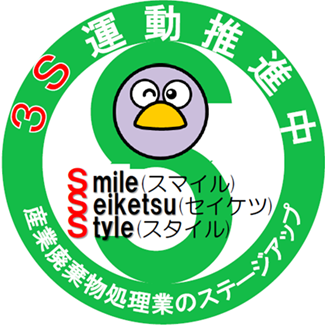 3S運動推進中
Smile(スマイル)
Seiketsu(セイケツ)
Style(スタイル)
産業廃棄物処理業のステージアップ